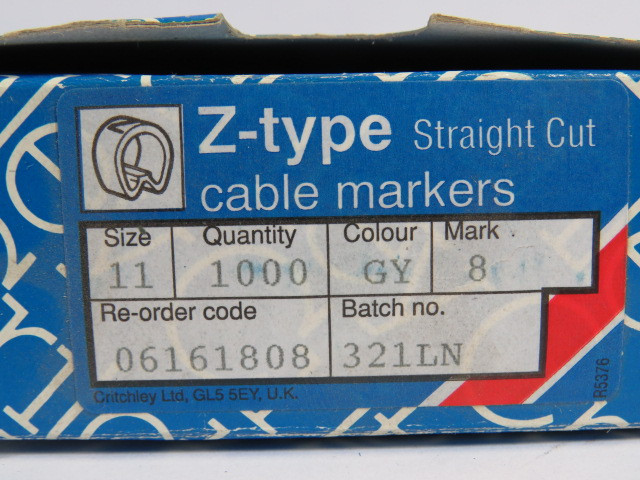 Z-type Straight Cut
cable markers
Size Quantity Colour Mark
11 1000 GY 8
Re-order code Batch no.
06161808 321LN
Critchley Ltd, GL5 5EY, U.K.
R5376